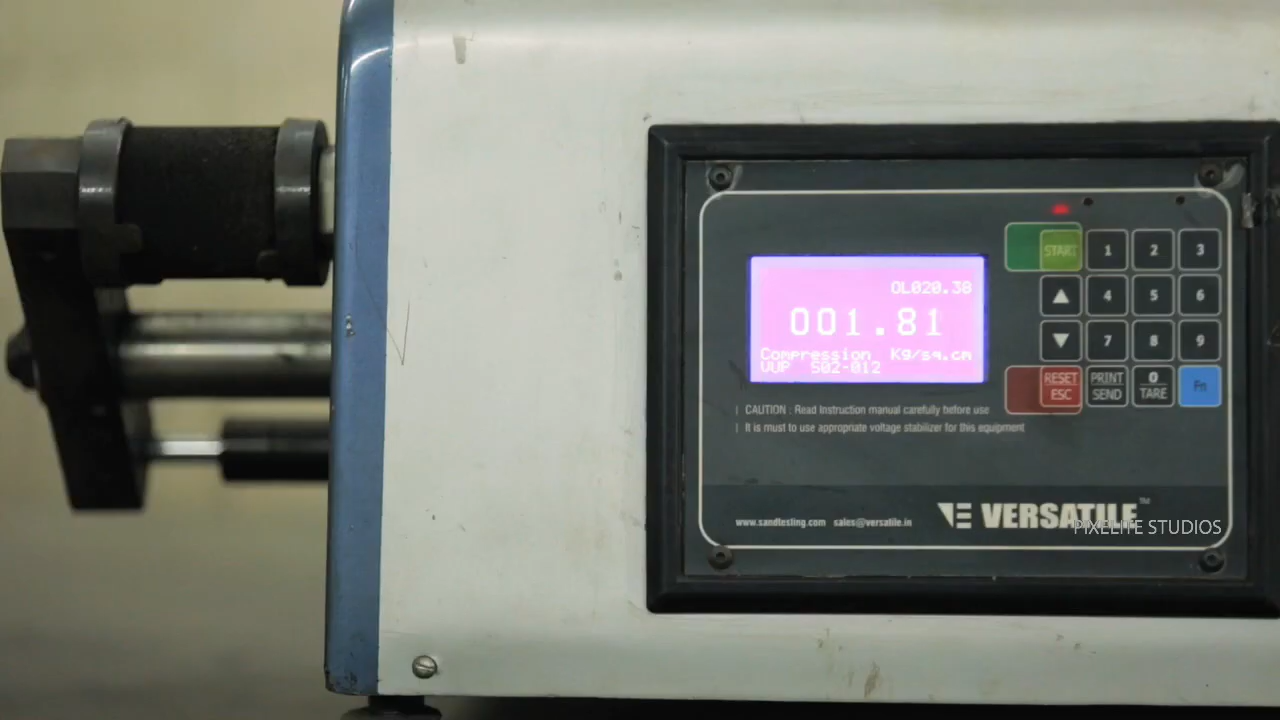 OL020.38
001.81
Compression Kg/sq.cm
VUP S02-012
START 1 2 3
▲ 4 5 6
▼ 7 8 9
RESET ESC PRINT SEND 0 TARE Fn
CAUTION : Read Instruction manual carefully before use
It is must to use appropriate voltage stabilizer for this equipment
www.sandtesting.com sales@versatile.in
VERSATILE™
PIXELITE STUDIOS